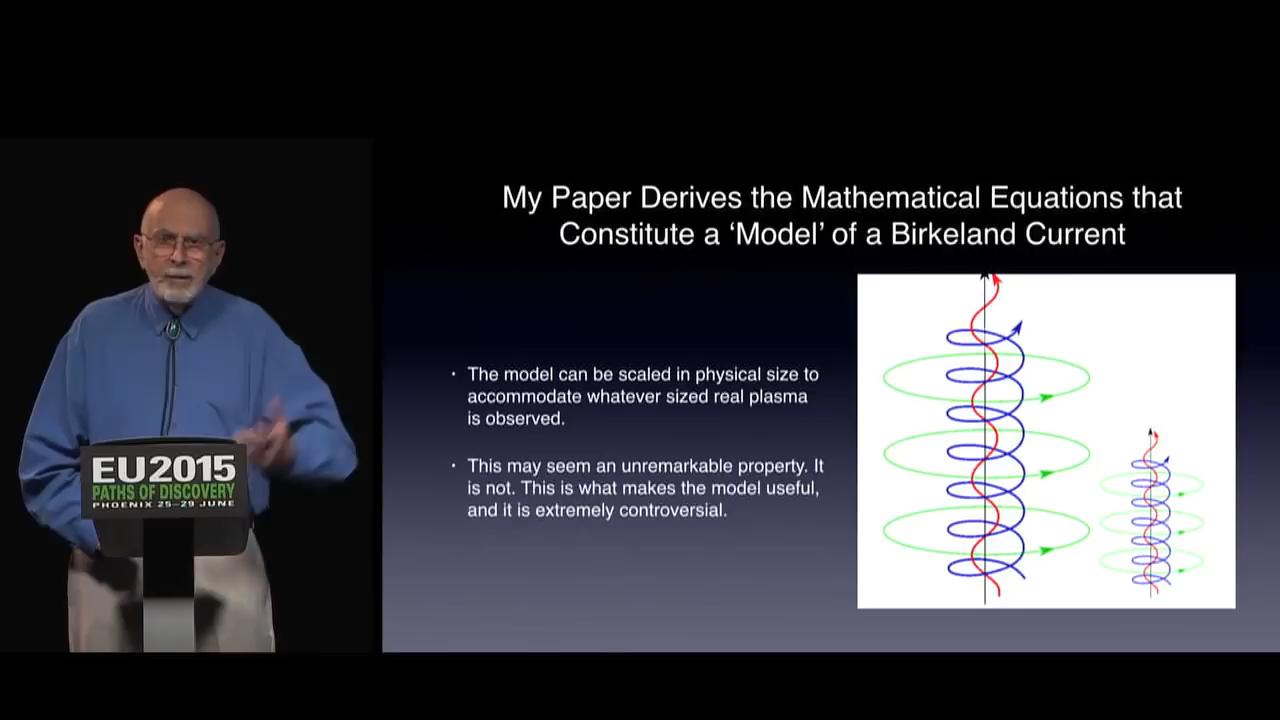 My Paper Derives the Mathematical Equations that
Constitute a ‘Model’ of a Birkeland Current
· The model can be scaled in physical size to
accommodate whatever sized real plasma
is observed.
· This may seem an unremarkable property. It
is not. This is what makes the model useful,
and it is extremely controversial.
EU2015
PATHS OF DISCOVERY
PHOENIX 25–29 JUNE